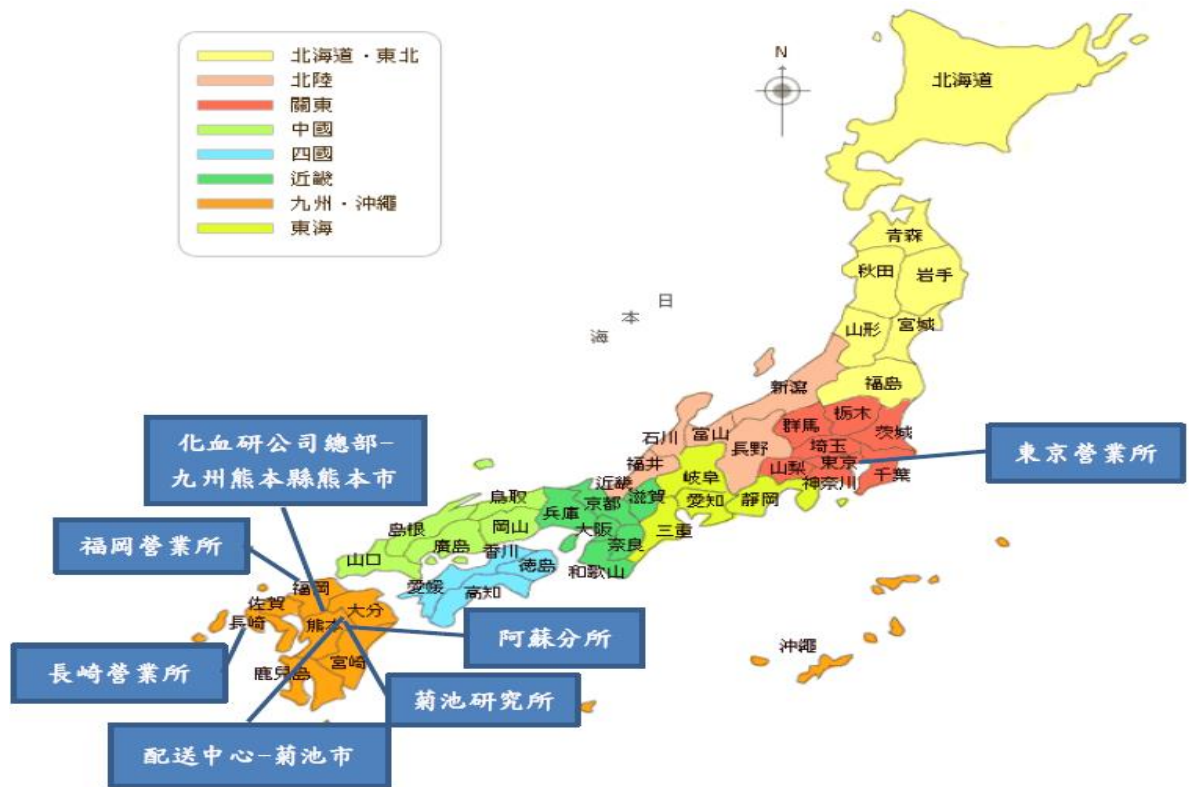 北海道・東北
北陸
關東
中國
四國
近畿
九州・沖繩
東海
N
北海道
青森
秋田
岩手
山形
宮城
日
本
海
福島
新瀉
栃木
群馬
茨城
石川
富山
長野
埼玉
東京
山梨
千葉
福井
神奈川
岐阜
近畿
滋賀
京都
愛知
靜岡
兵庫
鳥取
大阪
三重
島根
岡山
奈良
廣島
香川
和歌山
山口
徳島
愛媛
高知
福岡
佐賀
大分
長崎
熊本
宮崎
鹿兒島
沖繩
化血研公司總部-
九州熊本縣熊本市
東京營業所
福岡營業所
阿蘇分所
長崎營業所
菊池研究所
配送中心-菊池市